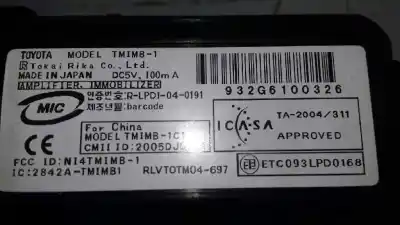 TOYOTA MODEL TMIMB-1
Tokai Rika Co., Ltd.
MADE IN JAPAN DC5V, 100mA
AMPLIFIER, IMMOBILIZER
MIC
인증번호:R-LPD1-04-0191
제조년월:barcode
932G6100326
For China
MODEL TMIMB-1C
CMII ID:2005DJ
ICASA
TA-2004/311
APPROVED
CE
FCC ID:NI4TMIMB-1
IC:2842A-TMIMB1
RLVTOTM04-697
ETC093LPD0168